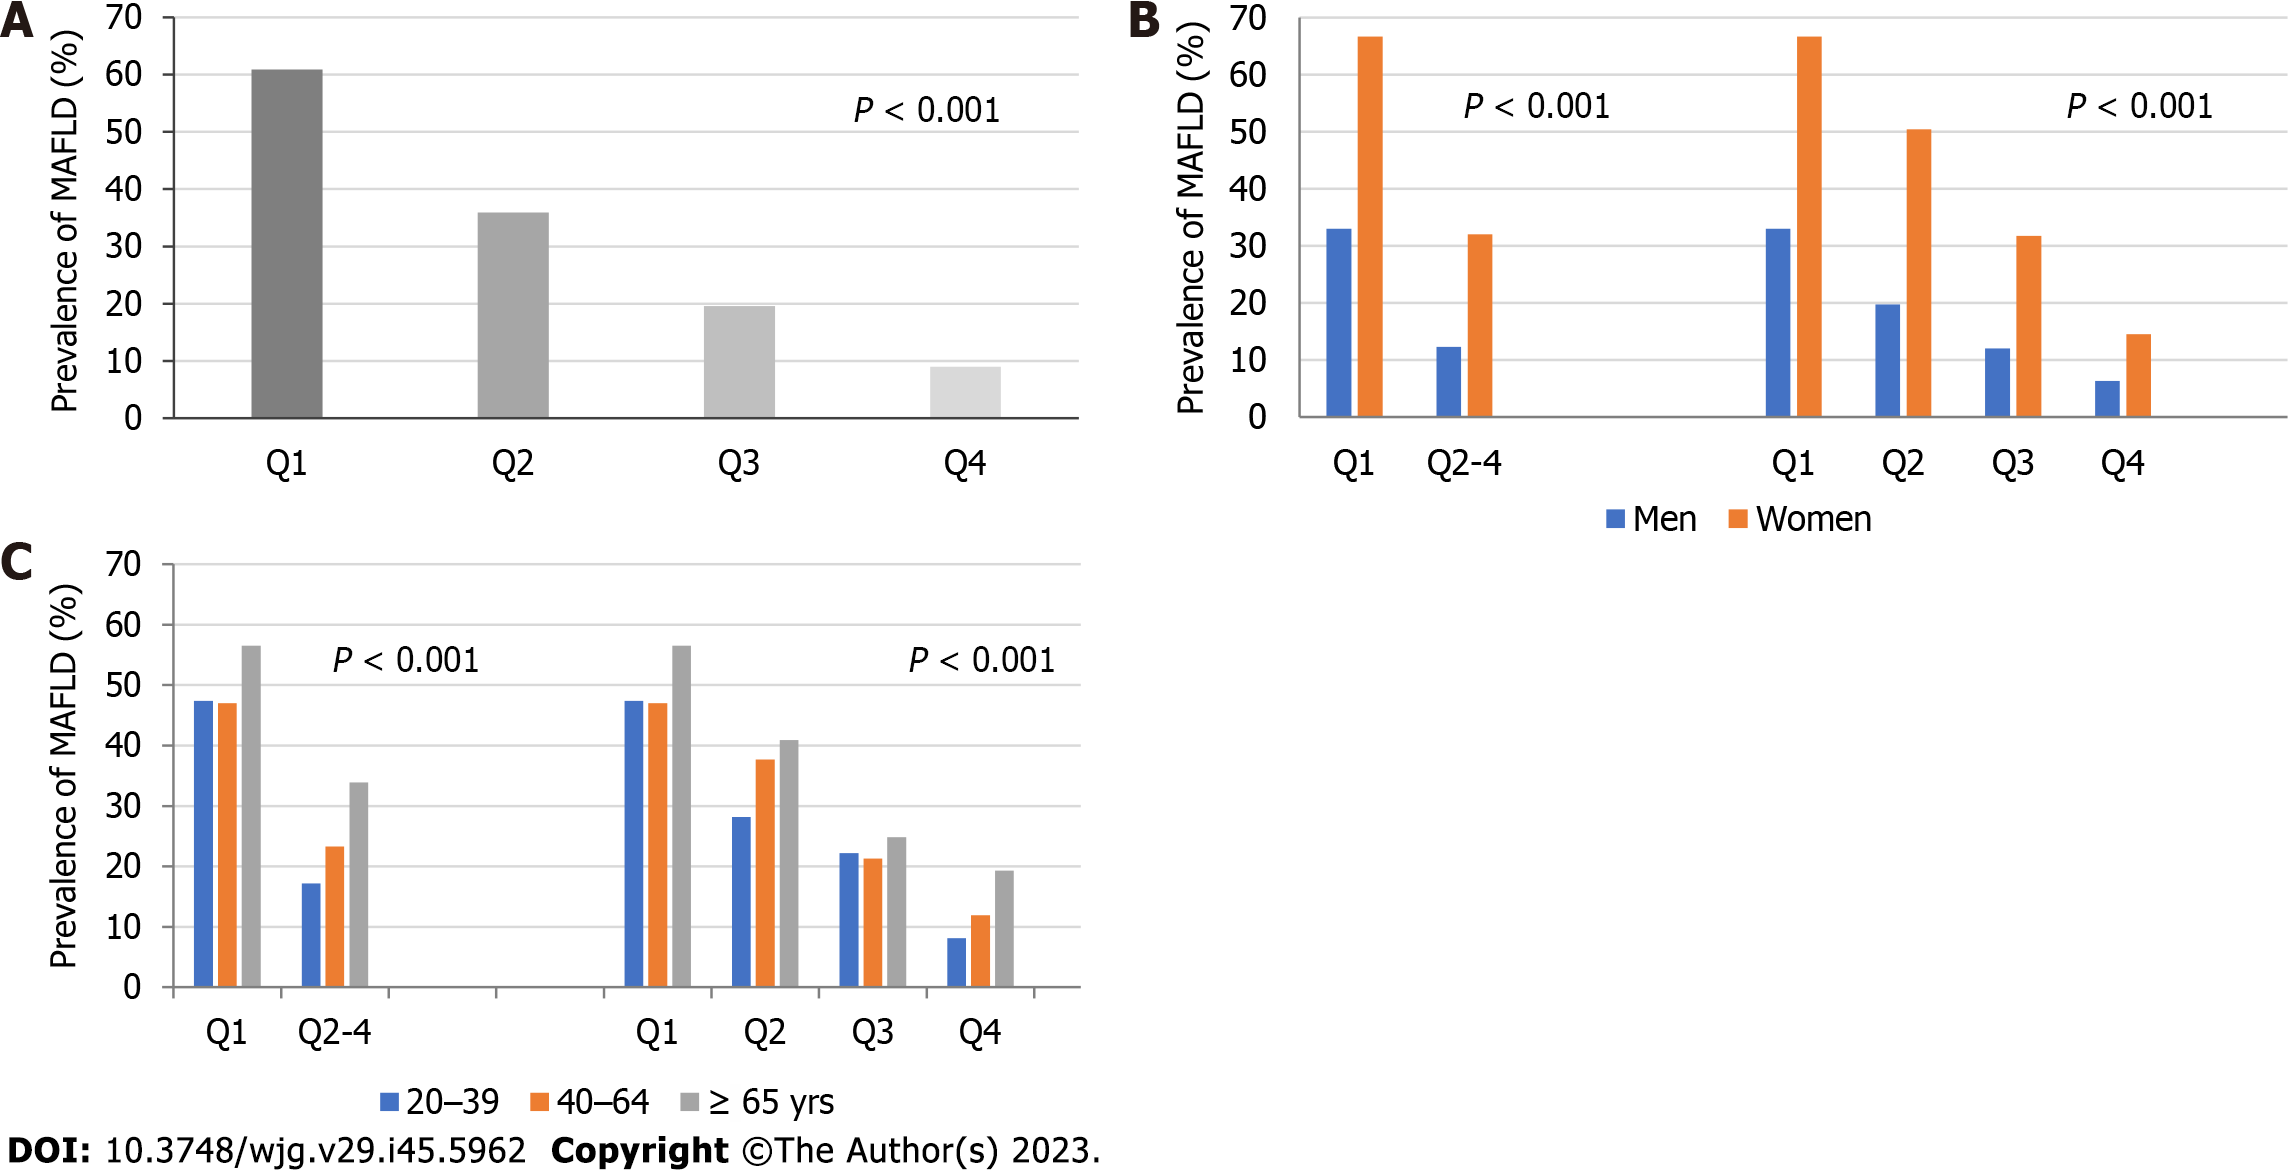 A
Prevalence of MAFLD (%)
70
60
50
40
30
20
10
0
P < 0.001
Q1 Q2 Q3 Q4
B
Prevalence of MAFLD (%)
70
60
50
40
30
20
10
0
P < 0.001 P < 0.001
Q1 Q2-4 Q1 Q2 Q3 Q4
Men Women
C
Prevalence of MAFLD (%)
70
60
50
40
30
20
10
0
P < 0.001 P < 0.001
Q1 Q2-4 Q1 Q2 Q3 Q4
20–39 40–64 ≥ 65 yrs
DOI: 10.3748/wjg.v29.i45.5962 Copyright ©The Author(s) 2023.